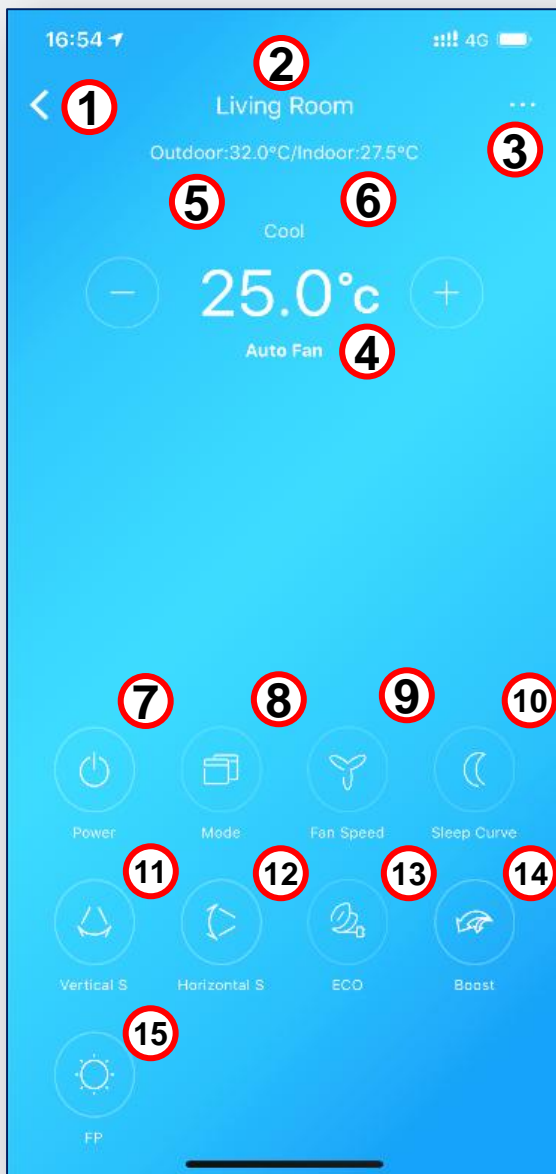 16:54 4G
2
1 Living Room ...
3
Outdoor:32.0°C/Indoor:27.5°C
5 6
Cool
− 25.0°c +
Auto Fan 4
7 8 9 10
Power Mode Fan Speed Sleep Curve
11 12 13 14
Vertical S Horizontal S ECO Boost
15
FP